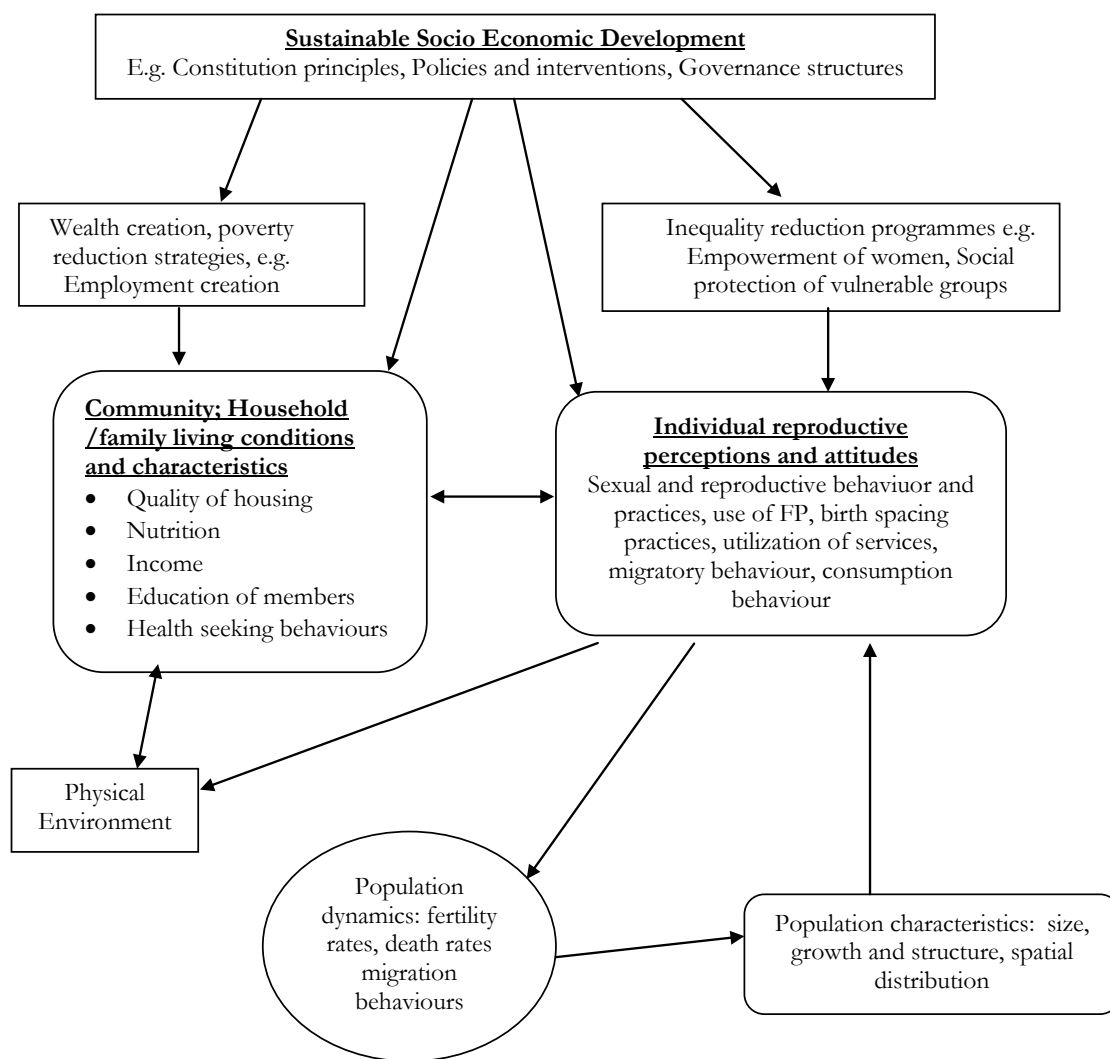 Sustainable Socio Economic Development
E.g. Constitution principles, Policies and interventions, Governance structures
Wealth creation, poverty
reduction strategies, e.g.
Employment creation
Inequality reduction programmes e.g.
Empowerment of women, Social
protection of vulnerable groups
Community; Household
/family living conditions
and characteristics
• Quality of housing
• Nutrition
• Income
• Education of members
• Health seeking behaviours
Individual reproductive
perceptions and attitudes
Sexual and reproductive behaviuor and
practices, use of FP, birth spacing
practices, utilization of services,
migratory behaviour, consumption
behaviour
Physical
Environment
Population
dynamics: fertility
rates, death rates
migration
behaviours
Population characteristics:  size,
growth and structure, spatial
distribution